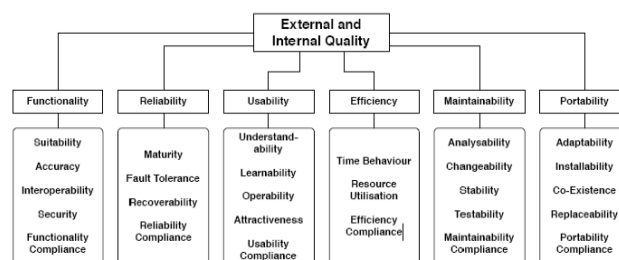 External and
Internal Quality
Functionality
Reliability
Usability
Efficiency
Maintainability
Portability
Suitability
Accuracy
Interoperability
Security
Functionality
Compliance
Maturity
Fault Tolerance
Recoverability
Reliability
Compliance
Understand-
ability
Learnability
Operability
Attractiveness
Usability
Compliance
Time Behaviour
Resource
Utilisation
Efficiency
Compliance
Analysability
Changeability
Stability
Testability
Maintainability
Compliance
Adaptability
Installability
Co-Existence
Replaceability
Portability
Compliance